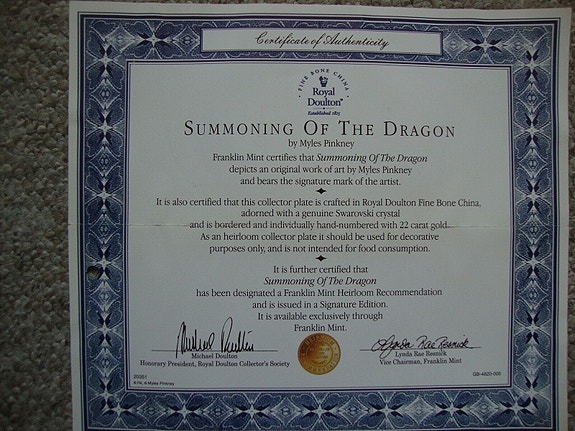 Certificate of Authenticity
FINE BONE CHINA
Royal
Doulton
Established 1815
SUMMONING OF THE DRAGON
by Myles Pinkney
Franklin Mint certifies that Summoning Of The Dragon
depicts an original work of art by Myles Pinkney
and bears the signature mark of the artist.
It is also certified that this collector plate is crafted in Royal Doulton Fine Bone China,
adorned with a genuine Swarovski crystal
and is bordered and individually hand-numbered with 22 carat gold.
As an heirloom collector plate it should be used for decorative
purposes only, and is not intended for food consumption.
It is further certified that
Summoning Of The Dragon
has been designated a Franklin Mint Heirloom Recommendation
and is issued in a Signature Edition.
It is available exclusively through
Franklin Mint.
Michael Doulton
Lynda Rae Resnick
Michael Doulton
Honorary President, Royal Doulton Collector's Society
Lynda Rae Resnick
Vice Chairman, Franklin Mint